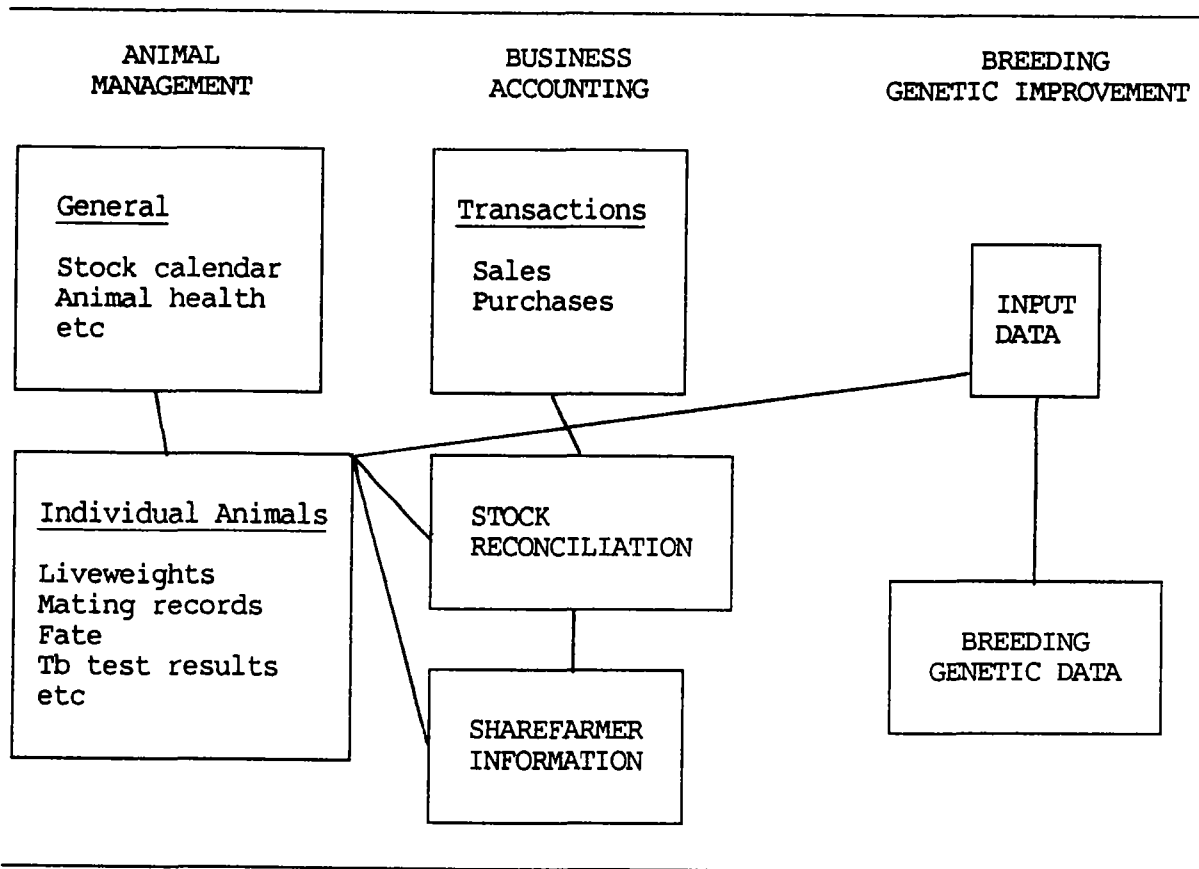 ANIMAL
MANAGEMENT
BUSINESS
ACCOUNTING
BREEDING
GENETIC IMPROVEMENT
General
Stock calendar
Animal health
etc
Transactions
Sales
Purchases
INPUT
DATA
Individual Animals
Liveweights
Mating records
Fate
Tb test results
etc
STOCK
RECONCILIATION
SHAREFARMER
INFORMATION
BREEDING
GENETIC DATA